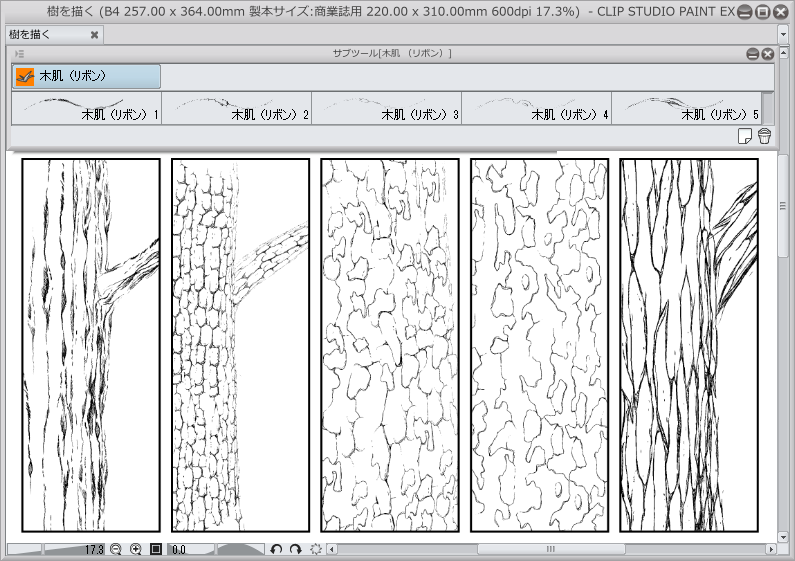 樹を描く (B4 257.00 x 364.00mm 製本サイズ:商業誌用 220.00 x 310.00mm 600dpi 17.3%)  - CLIP STUDIO PAINT EX
樹を描く
サブツール[木肌 （リボン）]
木肌（リボン）
木肌（リボン）1
木肌（リボン）2
木肌（リボン）3
木肌（リボン）4
木肌（リボン）5
17.3
0.0